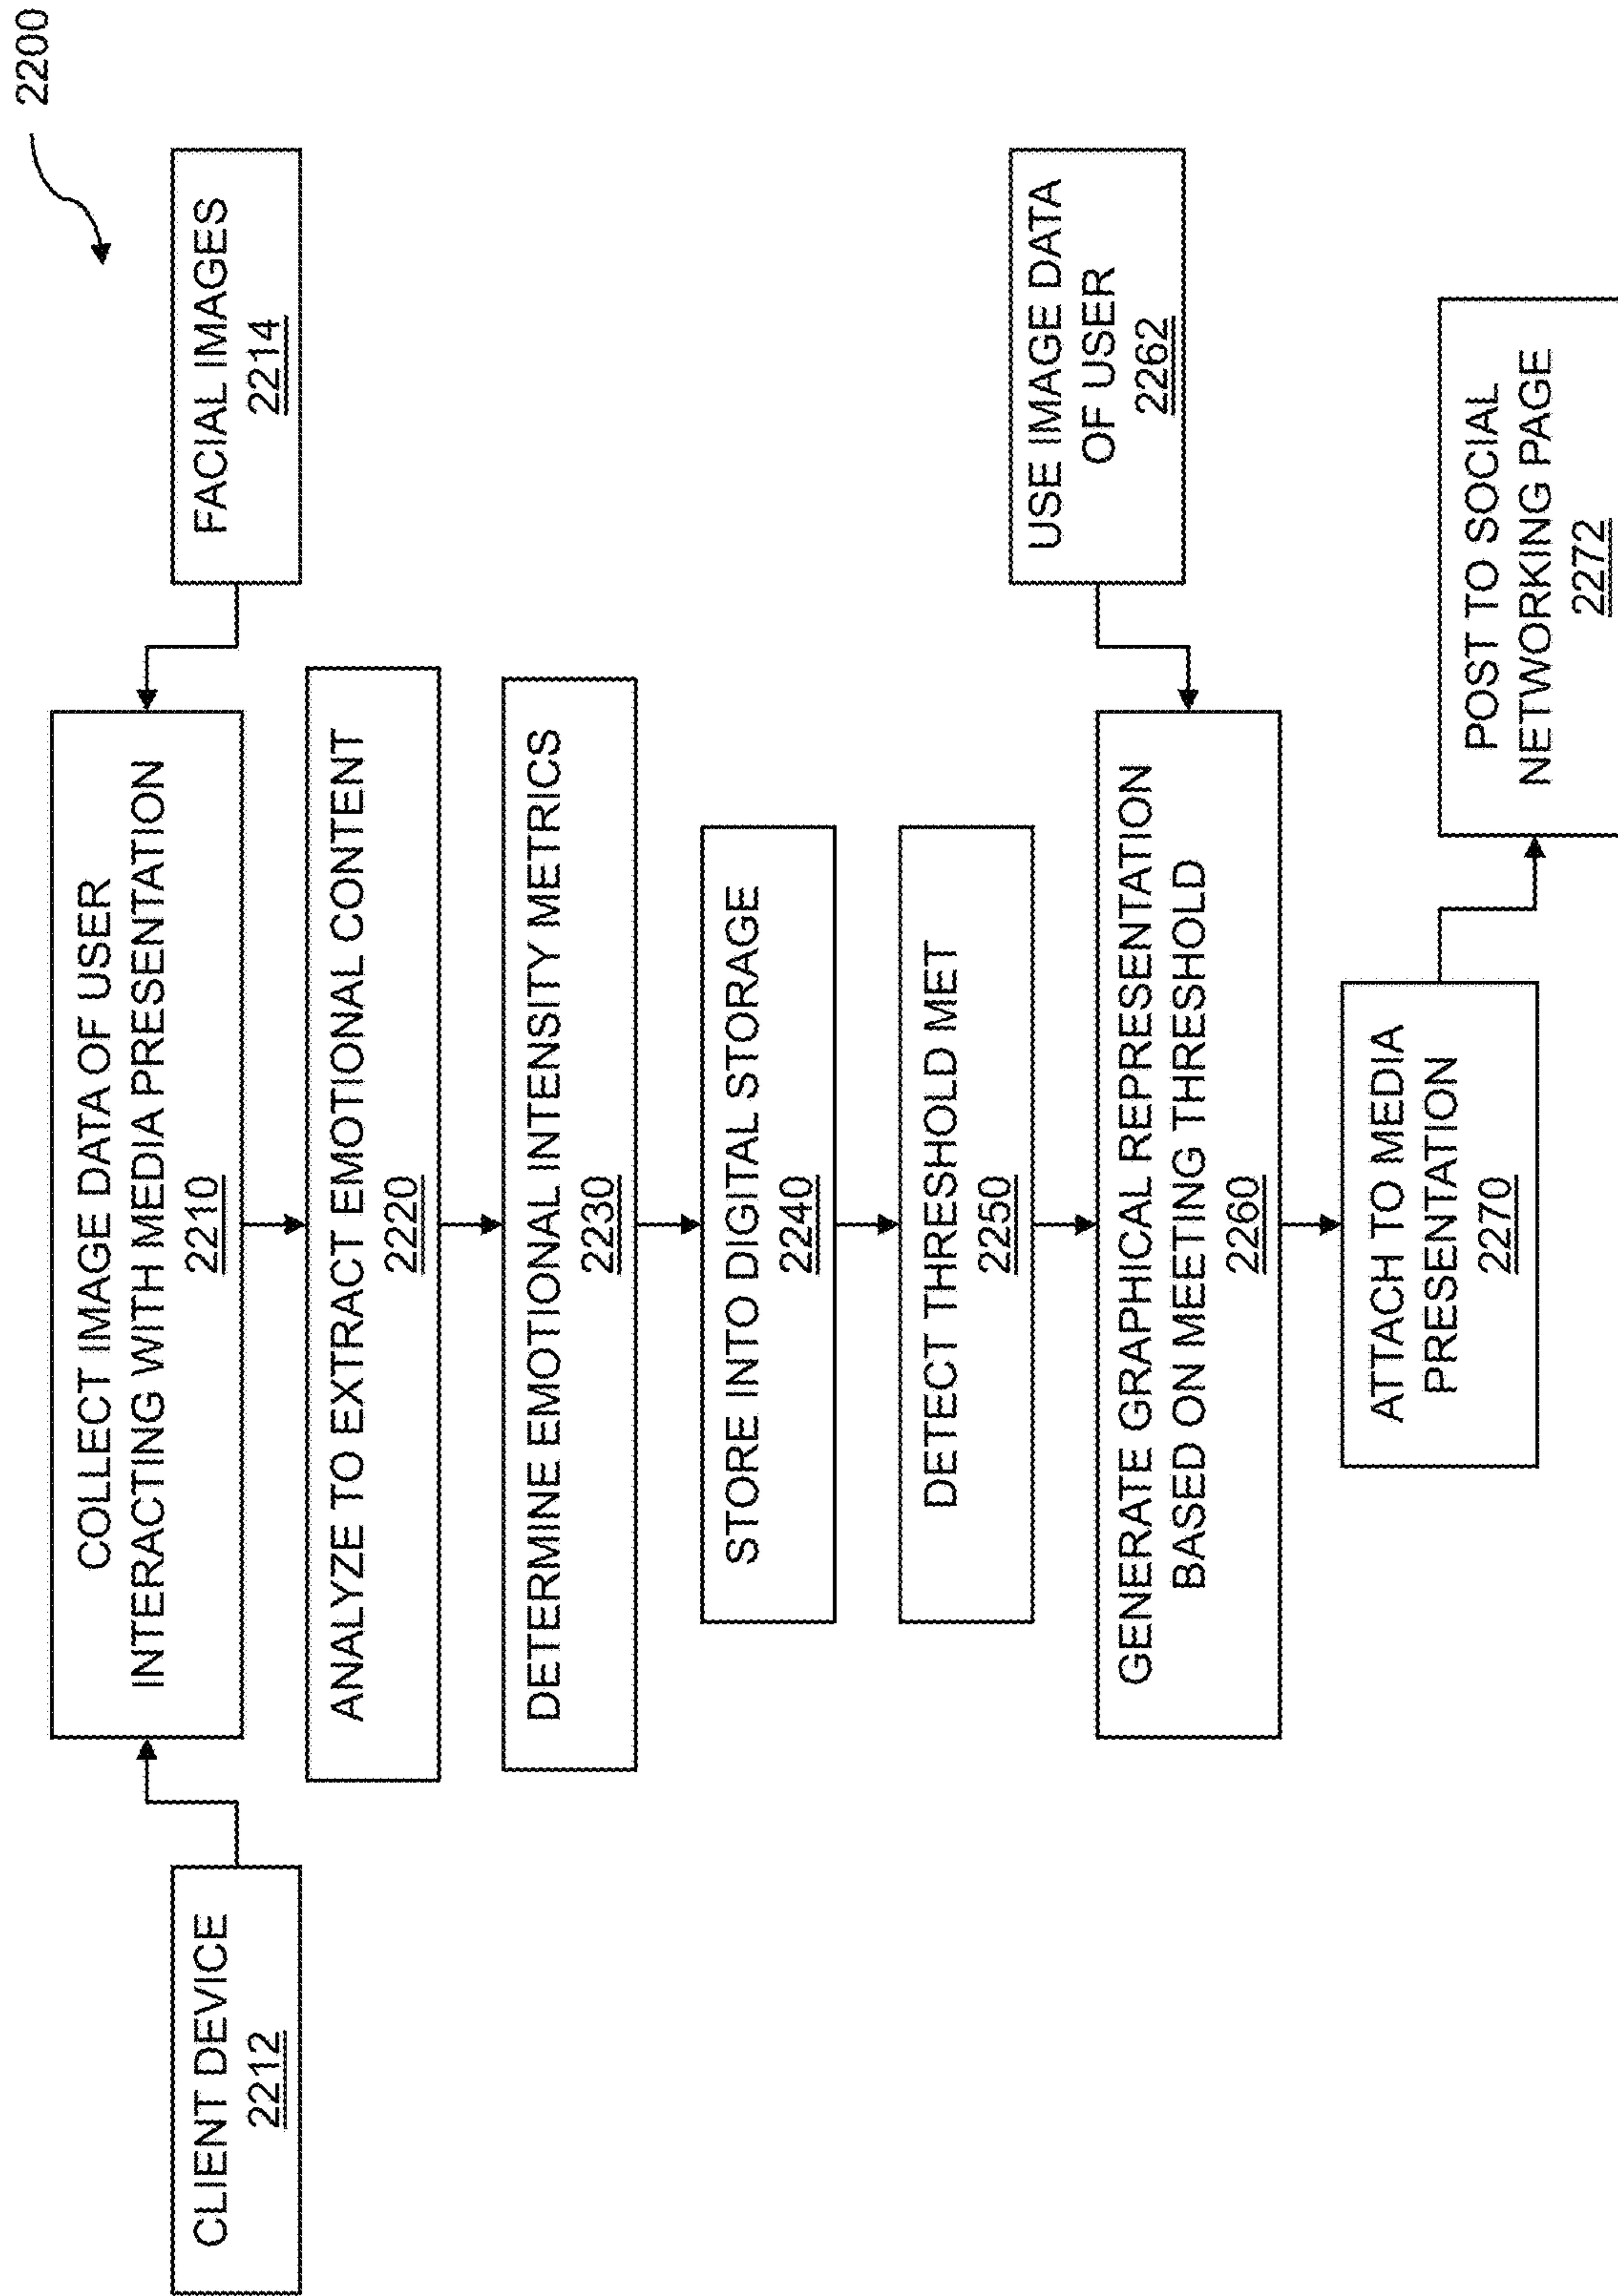 2200
COLLECT IMAGE DATA OF USER
INTERACTING WITH MEDIA PRESENTATION
2210
CLIENT DEVICE
2212
FACIAL IMAGES
2214
ANALYZE TO EXTRACT EMOTIONAL CONTENT
2220
DETERMINE EMOTIONAL INTENSITY METRICS
2230
STORE INTO DIGITAL STORAGE
2240
DETECT THRESHOLD MET
2250
GENERATE GRAPHICAL REPRESENTATION
BASED ON MEETING THRESHOLD
2260
USE IMAGE DATA
OF USER
2262
ATTACH TO MEDIA
PRESENTATION
2270
POST TO SOCIAL
NETWORKING PAGE
2272